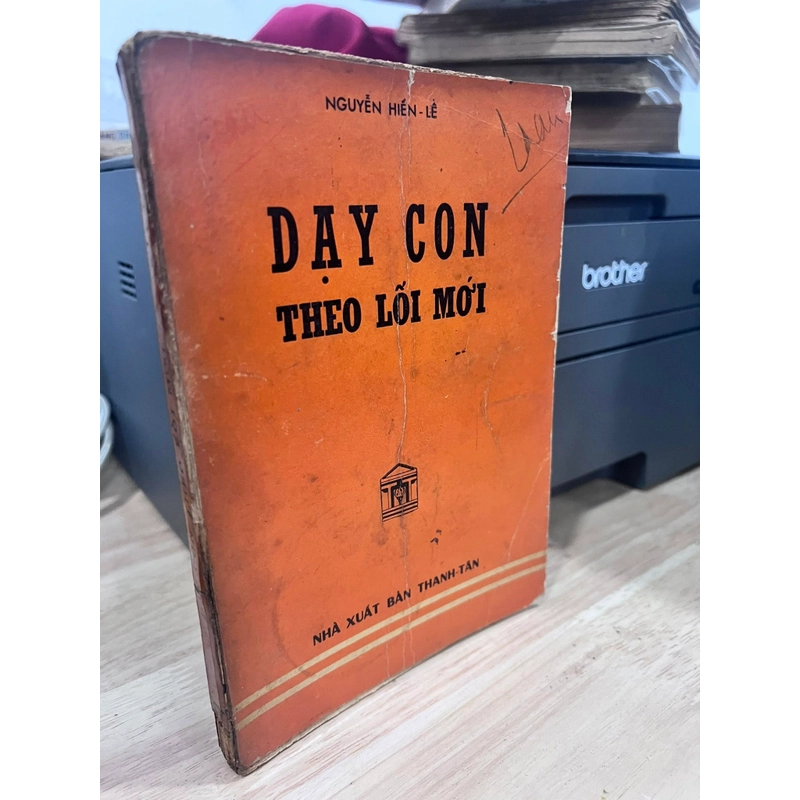 NGUYỄN HIẾN-LÊ
DẠY CON
THEO LỐI MỚI
NHÀ XUẤT BẢN THANH-TÂN
brother